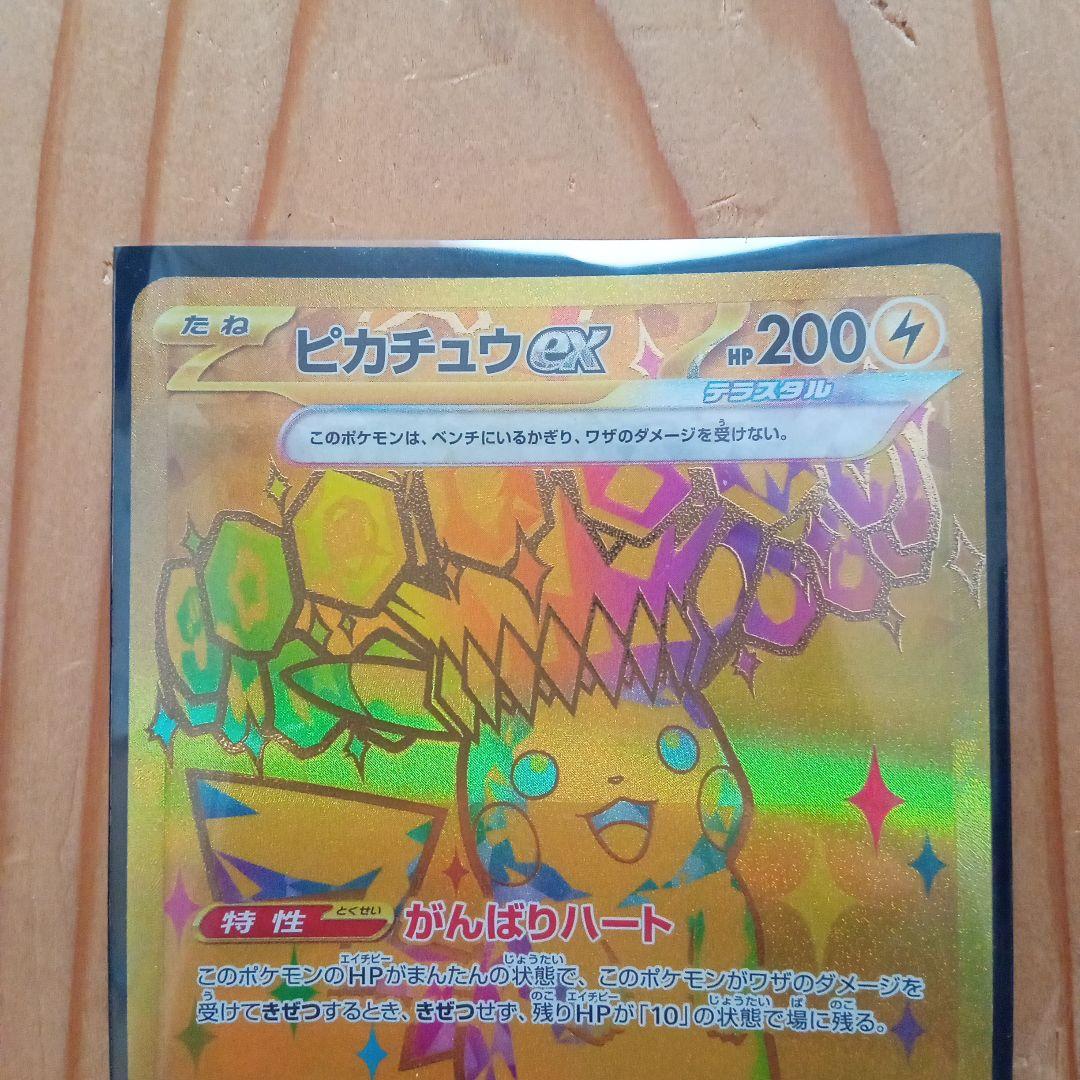 たね
ピカチュウex
HP 200
テラスタル
う
このポケモンは、ベンチにいるかぎり、ワザのダメージを受けない。
特性 とくせい がんばりハート
エイチピー じょうたい
このポケモンのHPがまんたんの状態で、このポケモンがワザのダメージを
う のこ エイチピー じょうたい ば のこ
受けてきぜつするとき、きぜつせず、残りHPが「10」の状態で場に残る。